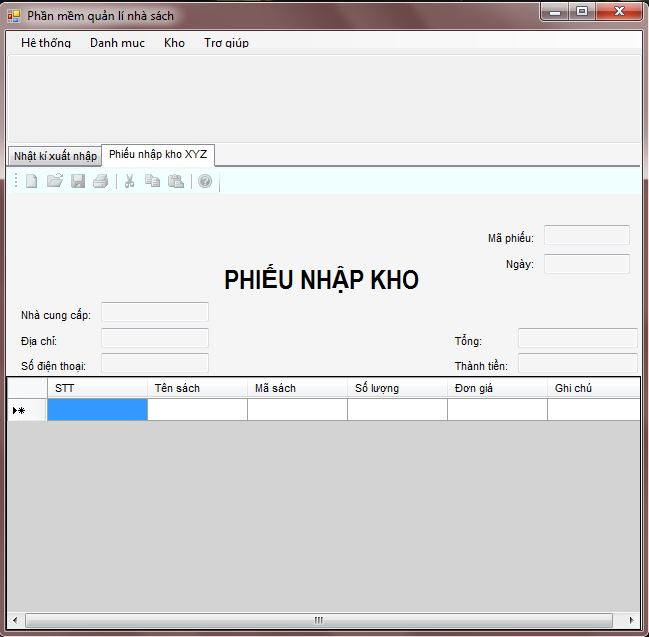 Phần mềm quản lí nhà sách
Hệ thống Danh mục Kho Trợ giúp
Nhật kí xuất nhập Phiếu nhập kho XYZ
Mã phiếu:
Ngày:
PHIẾU NHẬP KHO
Nhà cung cấp:
Địa chỉ: Tổng:
Số điện thoại: Thành tiền:
STT Tên sách Mã sách Số lượng Đơn giá Ghi chú